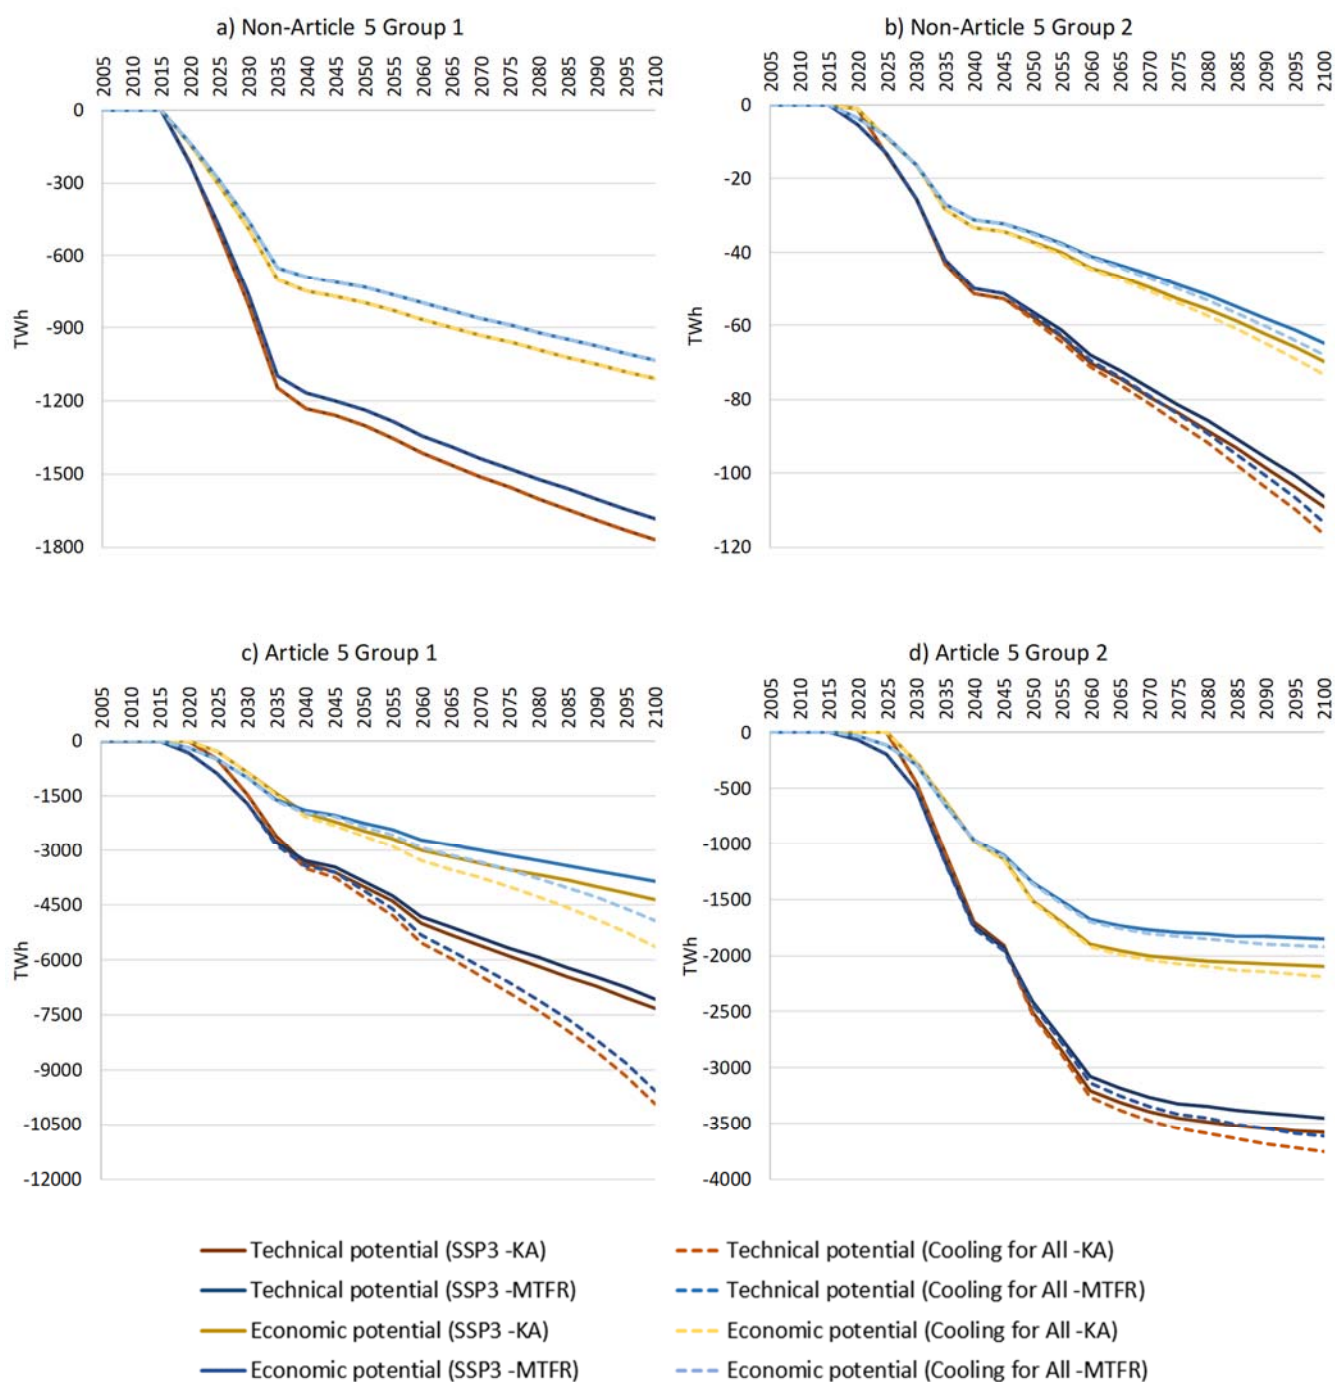 a) Non-Article 5 Group 1
2005 2010 2015 2020 2025 2030 2035 2040 2045 2050 2055 2060 2065 2070 2075 2080 2085 2090 2095 2100
0
-300
-600
-900
-1200
-1500
-1800
TWh
b) Non-Article 5 Group 2
2005 2010 2015 2020 2025 2030 2035 2040 2045 2050 2055 2060 2065 2070 2075 2080 2085 2090 2095 2100
0
-20
-40
-60
-80
-100
-120
TWh
c) Article 5 Group 1
2005 2010 2015 2020 2025 2030 2035 2040 2045 2050 2055 2060 2065 2070 2075 2080 2085 2090 2095 2100
0
-1500
-3000
-4500
-6000
-7500
-9000
-10500
-12000
TWh
d) Article 5 Group 2
2005 2010 2015 2020 2025 2030 2035 2040 2045 2050 2055 2060 2065 2070 2075 2080 2085 2090 2095 2100
0
-500
-1000
-1500
-2000
-2500
-3000
-3500
-4000
TWh
Technical potential (SSP3 -KA)
Technical potential (Cooling for All -KA)
Technical potential (SSP3 -MTFR)
Technical potential (Cooling for All -MTFR)
Economic potential (SSP3 -KA)
Economic potential (Cooling for All -KA)
Economic potential (SSP3 -MTFR)
Economic potential (Cooling for All -MTFR)